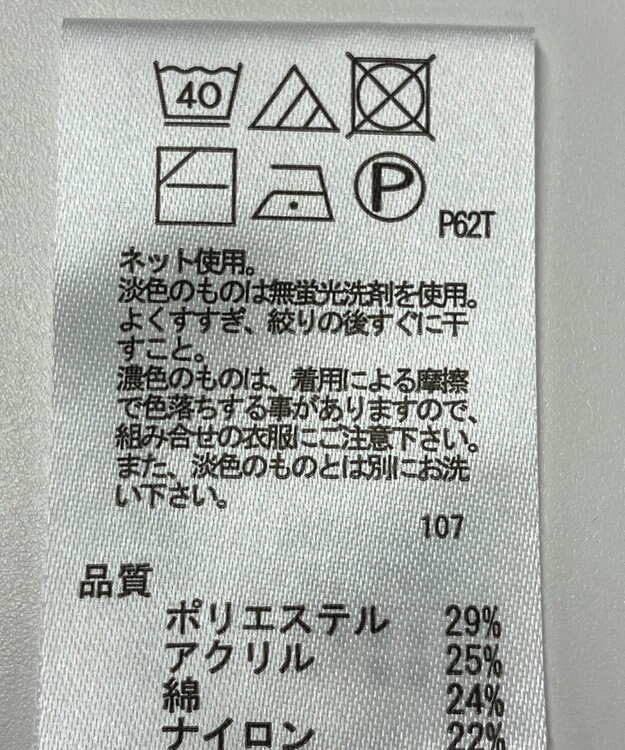 40
P
P62T
ネット使用。
淡色のものは無蛍光洗剤を使用。
よくすすぎ、絞りの後すぐに干
すこと。
濃色のものは、着用による摩擦
で色落ちする事がありますので、
組み合せの衣服にご注意下さい。
また、淡色のものとは別にお洗
い下さい。
107
品質
ポリエステル 29%
アクリル 25%
綿 24%
ナイロン 22%